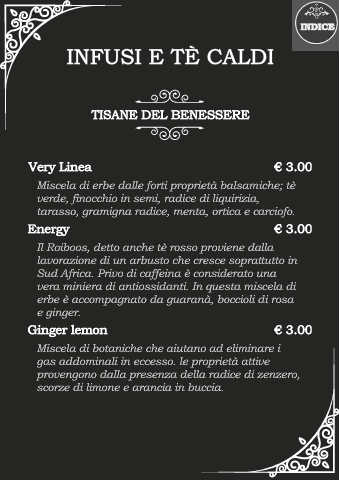 INDICE
INFUSI E TÈ CALDI
TISANE DEL BENESSERE
Very Linea € 3.00
Miscela di erbe dalle forti proprietà balsamiche; tè
verde, finocchio in semi, radice di liquirizia,
tarasso, gramigna radice, menta, ortica e carciofo.
Energy € 3.00
Il Roiboos, detto anche tè rosso proviene dalla
lavorazione di un arbusto che cresce soprattutto in
Sud Africa. Privo di caffeina è considerato una
vera miniera di antiossidanti. In questa miscela di
erbe è accompagnato da guaranà, boccioli di rosa
e ginger.
Ginger lemon € 3.00
Miscela di botaniche che aiutano ad eliminare i
gas addominali in eccesso. le proprietà attive
provengono dalla presenza della radice di zenzero,
scorze di limone e arancia in buccia.